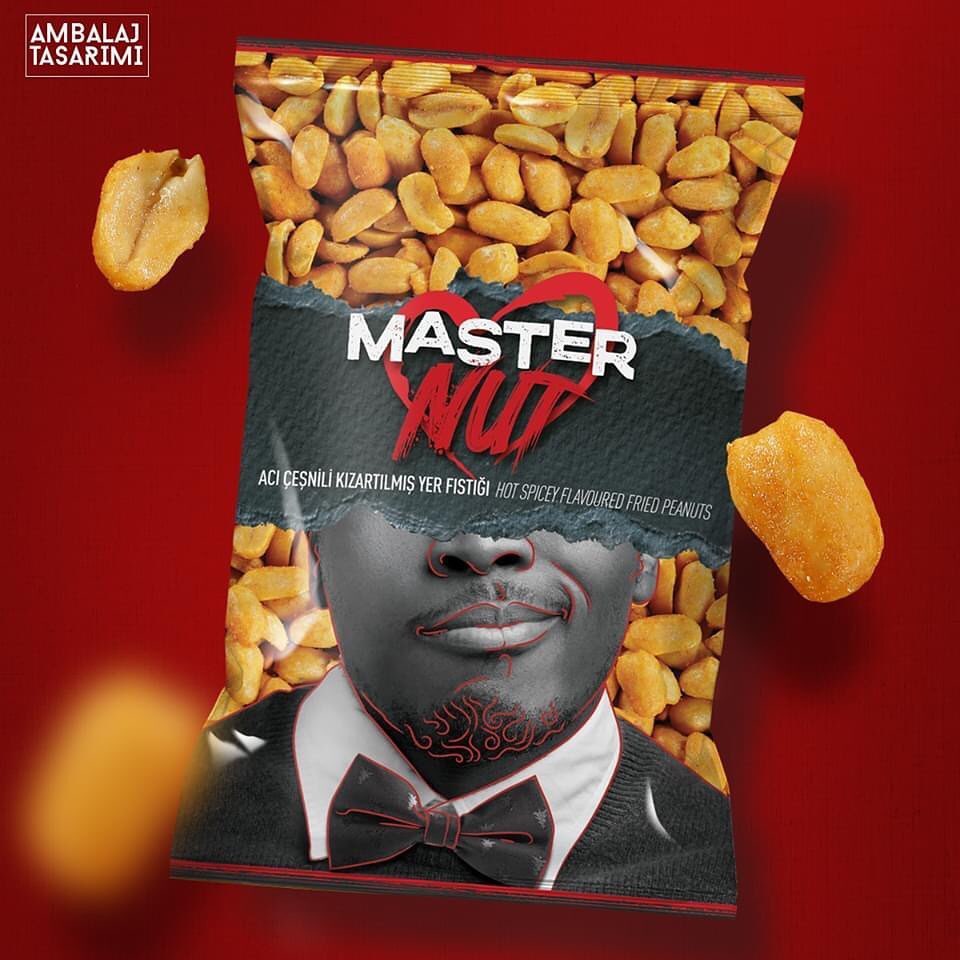 AMBALAJ
TASARIMI
MASTER
NUT
ACI ÇEŞNİLİ KIZARTILMIŞ YER FISTIĞI HOT SPICEY FLAVOURED FRIED PEANUTS